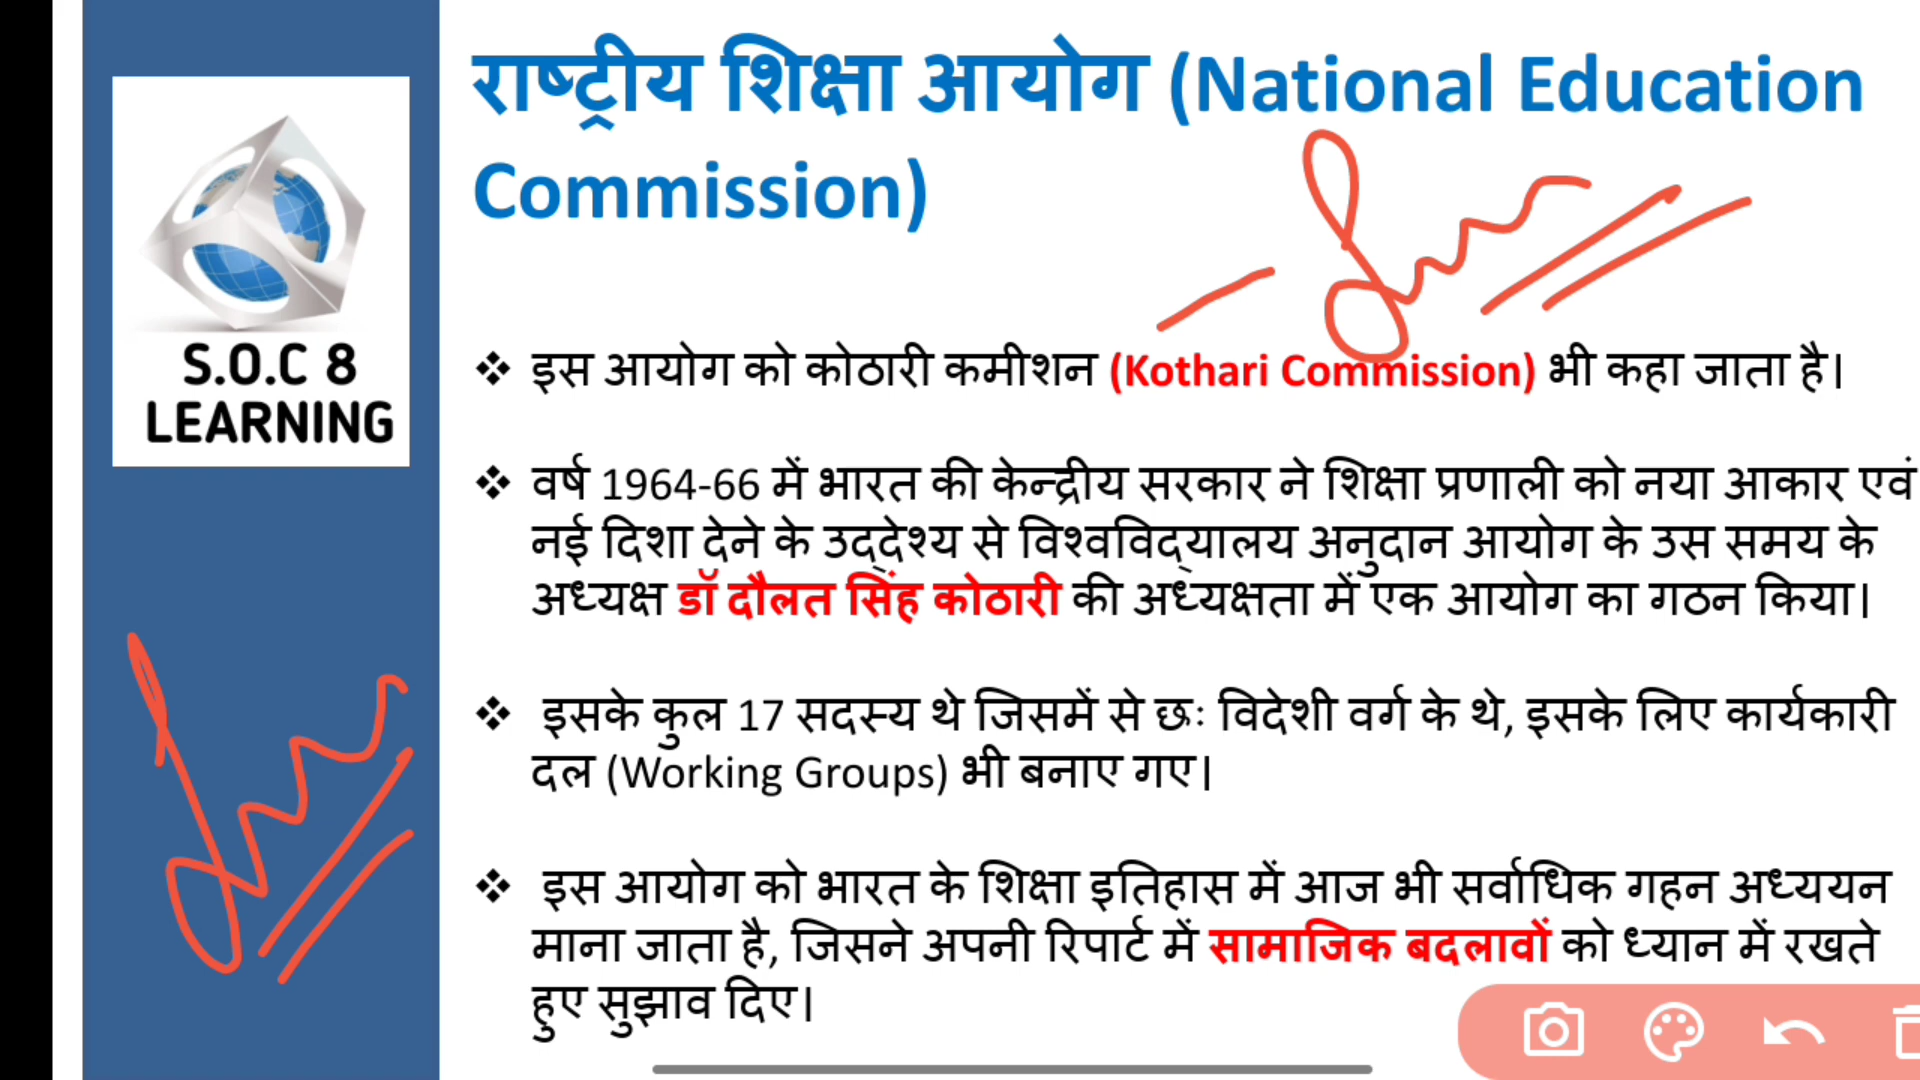 राष्ट्रीय शिक्षा आयोग (National Education
Commission)
S.O.C 8
LEARNING
❖ इस आयोग को कोठारी कमीशन (Kothari Commission) भी कहा जाता है।
❖ वर्ष 1964-66 में भारत की केन्द्रीय सरकार ने शिक्षा प्रणाली को नया आकार एवं
नई दिशा देने के उद्देश्य से विश्वविद्यालय अनुदान आयोग के उस समय के
अध्यक्ष डॉ दौलत सिंह कोठारी की अध्यक्षता में एक आयोग का गठन किया।
❖ इसके कुल 17 सदस्य थे जिसमें से छः विदेशी वर्ग के थे, इसके लिए कार्यकारी
दल (Working Groups) भी बनाए गए।
❖ इस आयोग को भारत के शिक्षा इतिहास में आज भी सर्वाधिक गहन अध्ययन
माना जाता है, जिसने अपनी रिपार्ट में सामाजिक बदलावों को ध्यान में रखते
हुए सुझाव दिए।